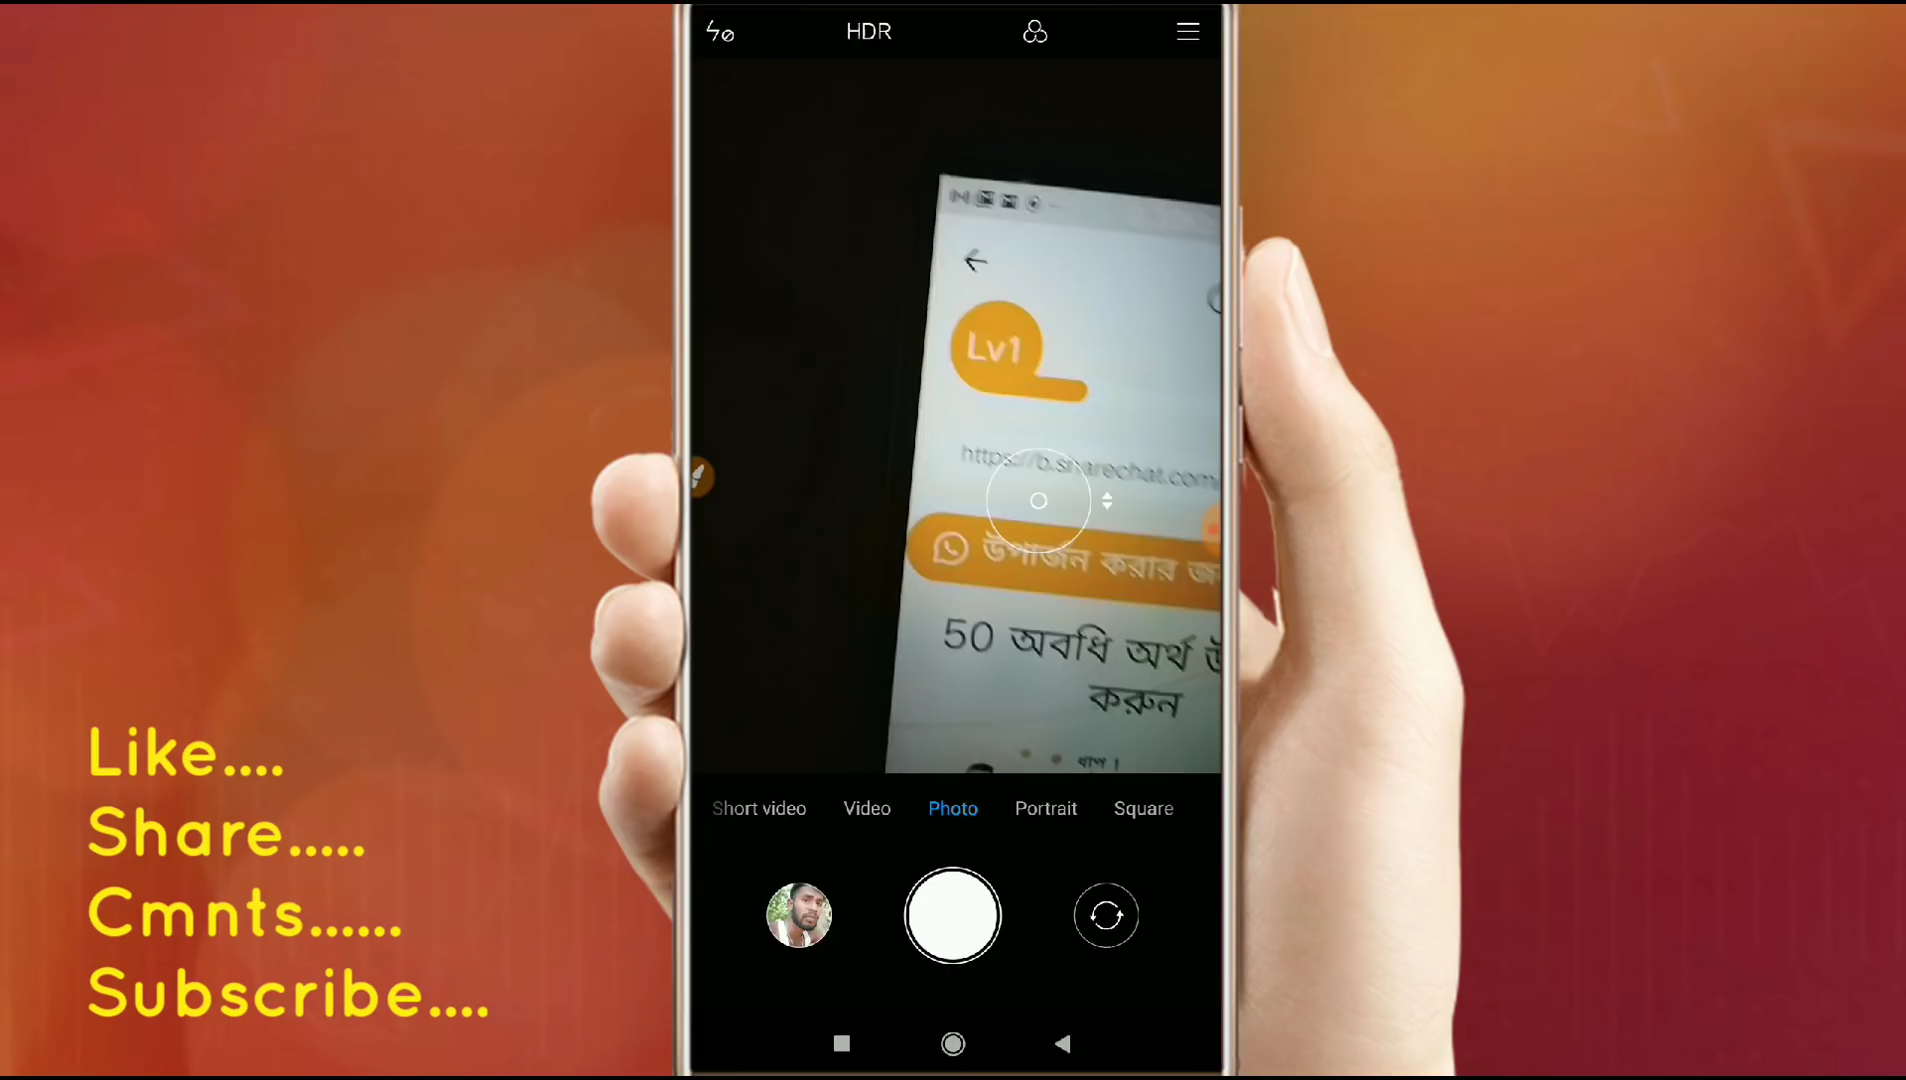 HDR
Lv1
https://b.sharechat.com
উপার্জন করার
50 অবধি অর্থ
করুন
ধাপ 1
Short video
Video
Photo
Portrait
Square
Like....
Share.....
Cmnts......
Subscribe....